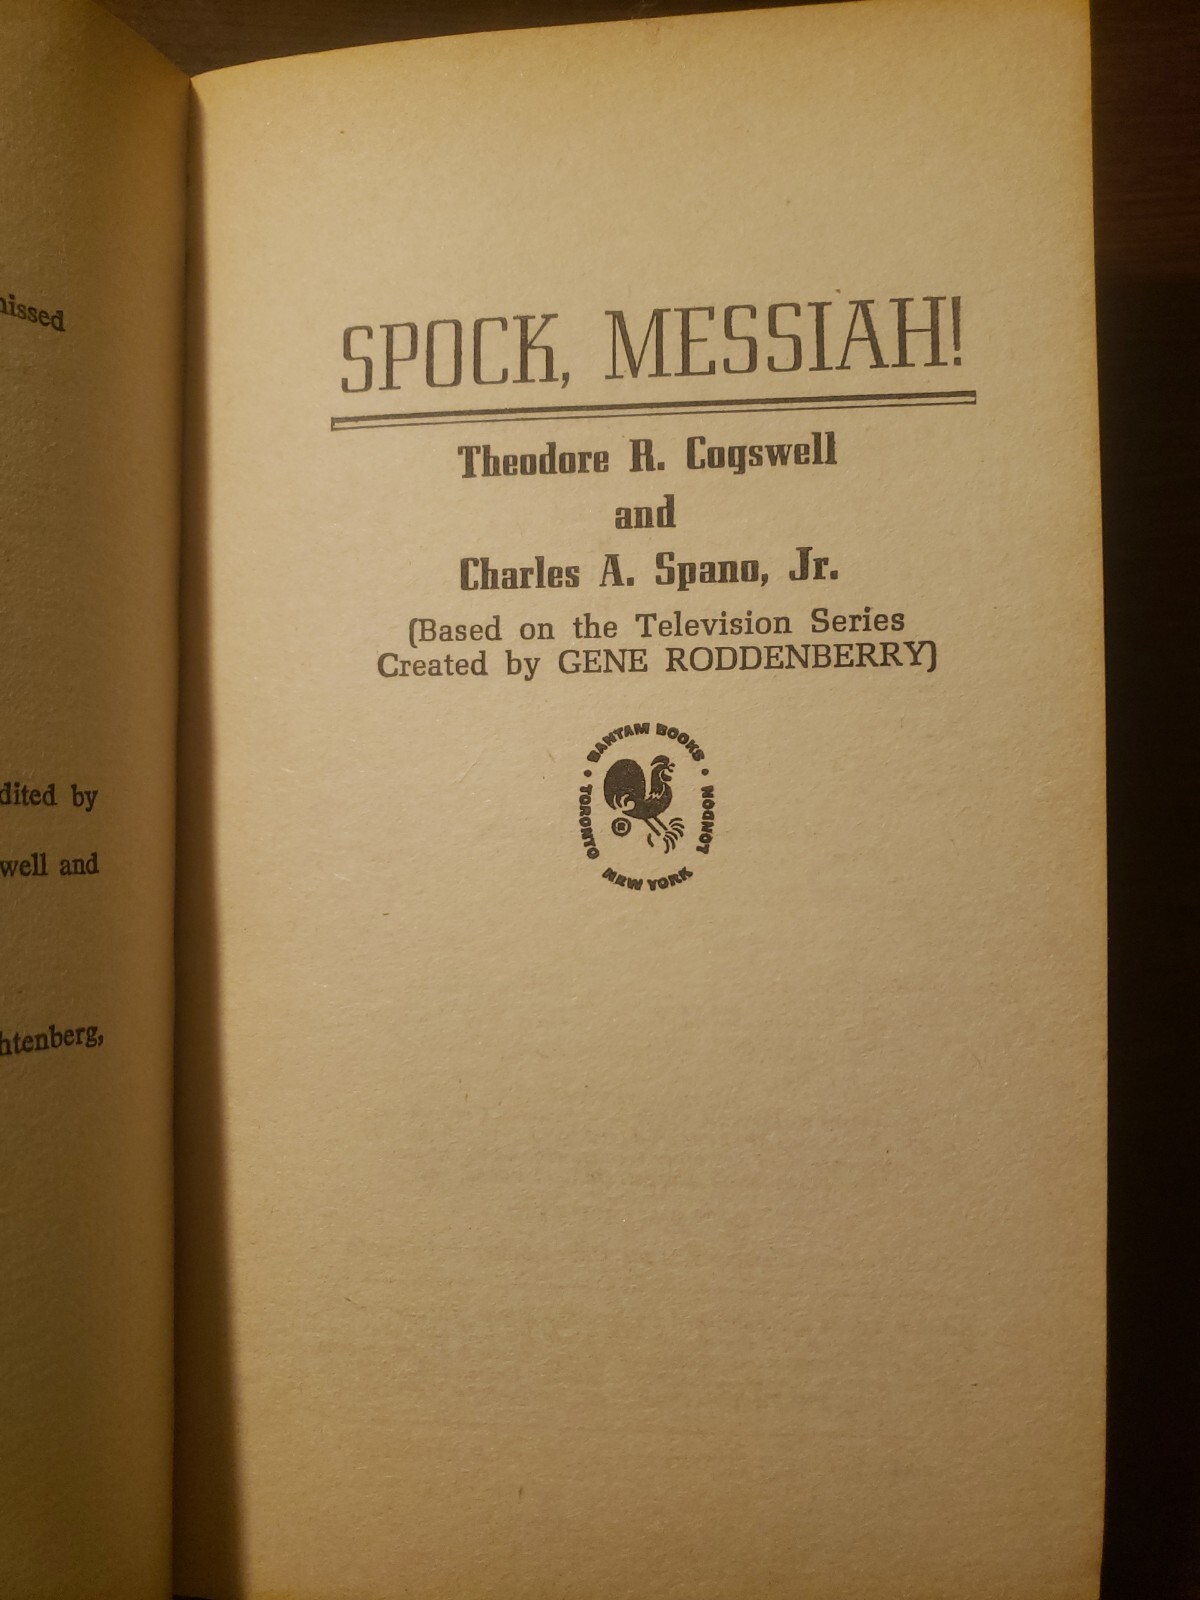 hissed
dited by
well and
htenberg,
SPOCK, MESSIAH!
Theodore R. Cogswell
and
Charles A. Spano, Jr.
(Based on the Television Series
Created by GENE RODDENBERRY)
BANTAM BOOKS
TORONTO • NEW YORK • LONDON
®